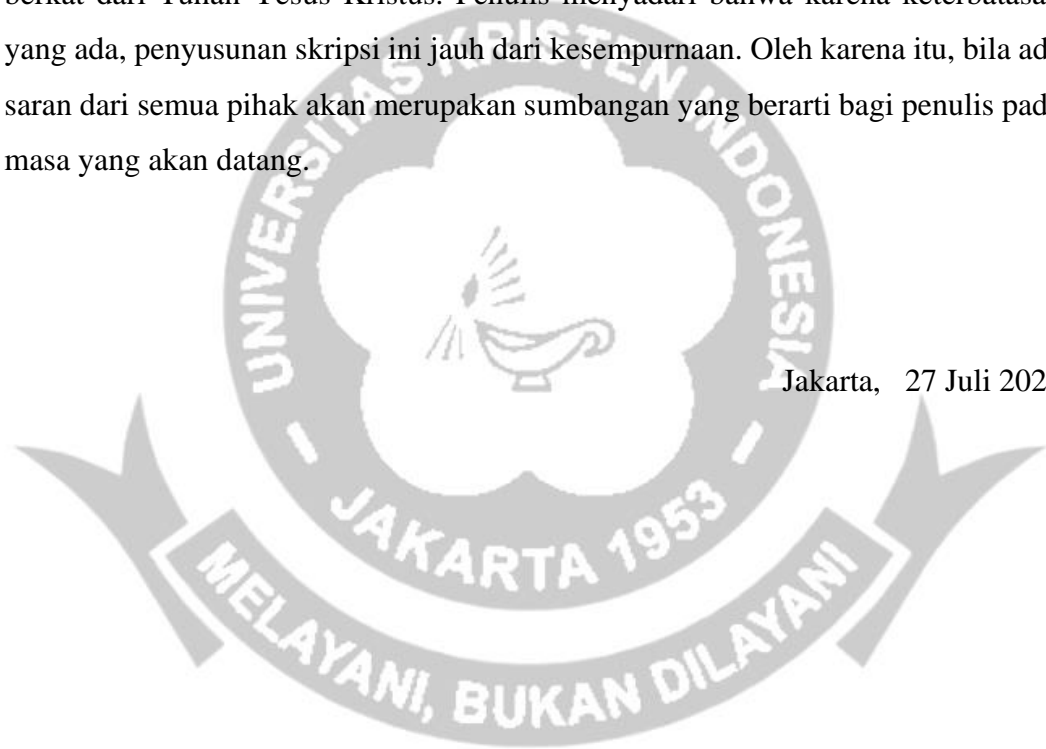 berkat dari Tuhan Yesus Kristus. Penulis menyadari bahwa karena keterbatasa
yang ada, penyusunan skripsi ini jauh dari kesempurnaan. Oleh karena itu, bila ad
saran dari semua pihak akan merupakan sumbangan yang berarti bagi penulis pad
masa yang akan datang.
UNIVERSITAS KRISTEN INDONESIA
Jakarta, 27 Juli 202
JAKARTA 1953
MELAYANI, BUKAN DILAYANI